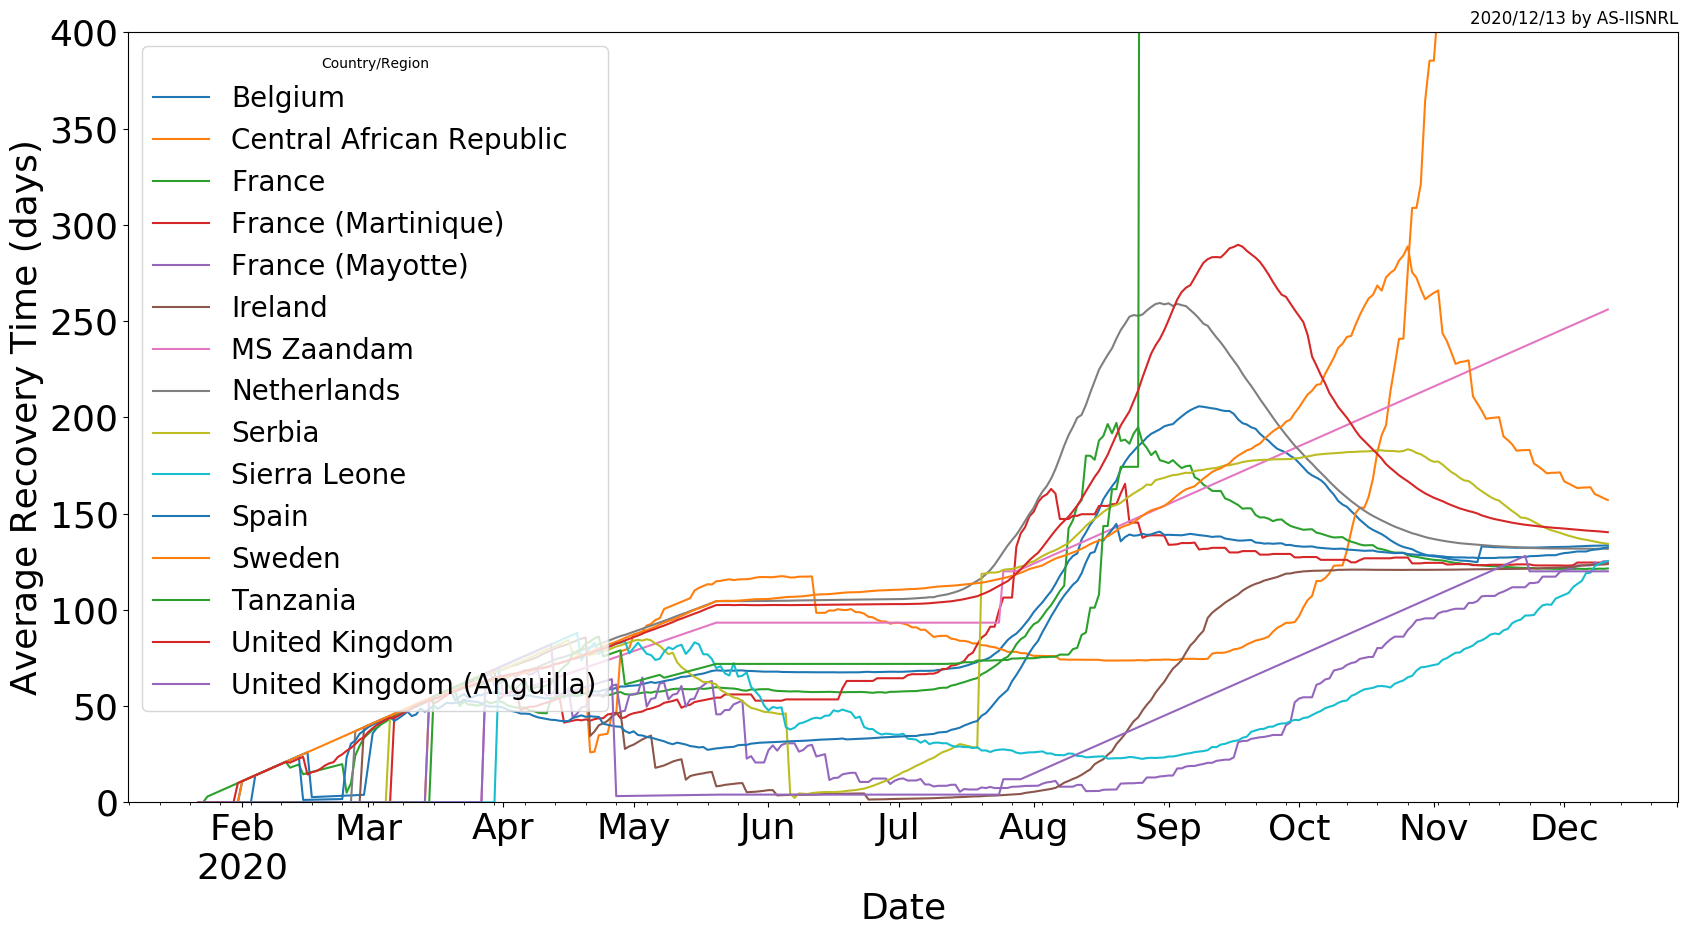 2020/12/13 by AS-IISNRL
400
350
300
250
200
150
100
50
0
Average Recovery Time (days)
Country/Region
Belgium
Central African Republic
France
France (Martinique)
France (Mayotte)
Ireland
MS Zaandam
Netherlands
Serbia
Sierra Leone
Spain
Sweden
Tanzania
United Kingdom
United Kingdom (Anguilla)
Feb Mar Apr May Jun Jul Aug Sep Oct Nov Dec
2020
Date